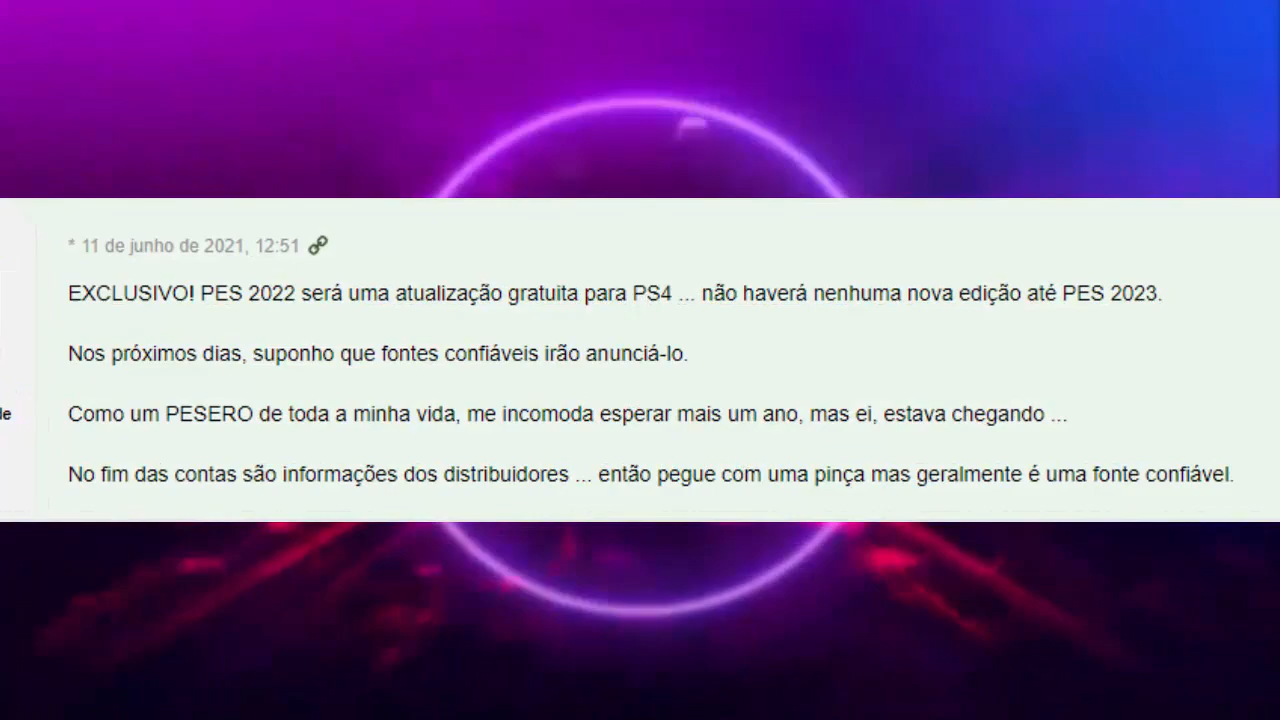 * 11 de junho de 2021, 12:51
EXCLUSIVO! PES 2022 será uma atualização gratuita para PS4 ... não haverá nenhuma nova edição até PES 2023.
Nos próximos dias, suponho que fontes confiáveis irão anunciá-lo.
le
Como um PESERO de toda a minha vida, me incomoda esperar mais um ano, mas ei, estava chegando ...
No fim das contas são informações dos distribuidores ... então pegue com uma pinça mas geralmente é uma fonte confiável.